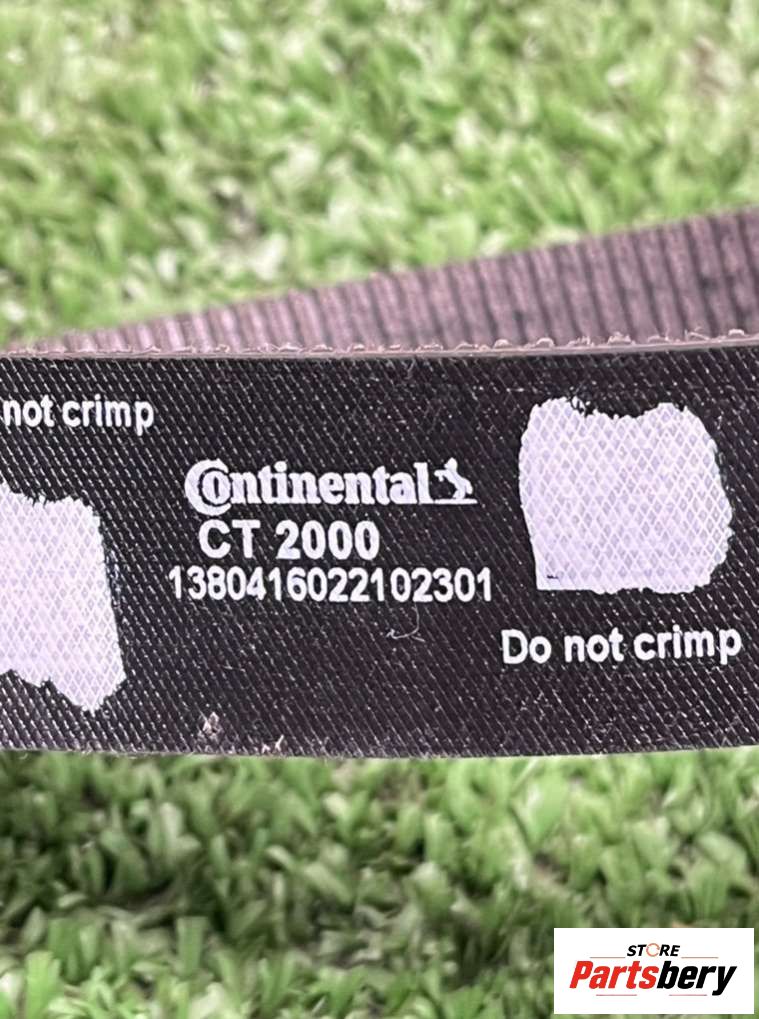 not crimp
Continental
CT 2000
1380416022102301
Do not crimp
STORE
Partsbery